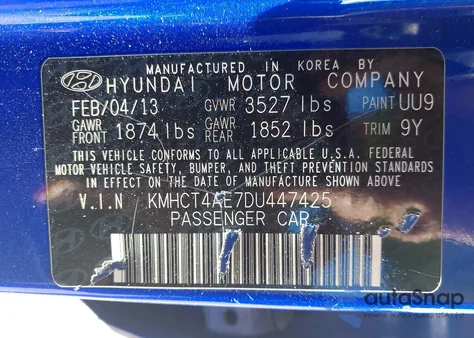 MANUFACTURED IN KOREA BY
HYUNDAI MOTOR COMPANY
FEB/04/13 GVWR 3527 lbs PAINT UU9
GAWR FRONT 1874 lbs GAWR REAR 1852 lbs TRIM 9Y
THIS VEHICLE CONFORMS TO ALL APPLICABLE U.S.A. FEDERAL
MOTOR VEHICLE SAFETY, BUMPER, AND THEFT PREVENTION STANDARDS
IN EFFECT ON THE DATE OF MANUFACTURE SHOWN ABOVE.
V.I.N KMHCT4AE7DU447425
PASSENGER CAR
autoSnap